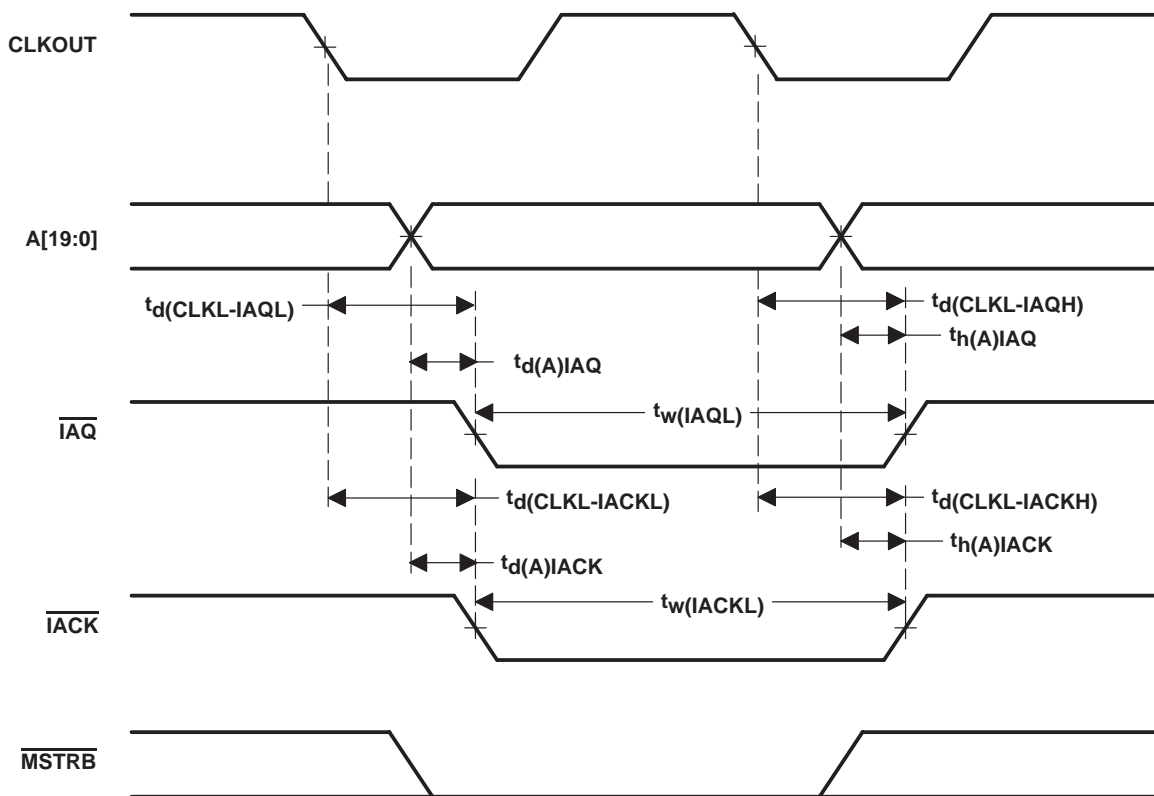 CLKOUT
A[19:0]
td(CLKL-IAQL)
td(CLKL-IAQH)
th(A)IAQ
td(A)IAQ
tw(IAQL)
IAQ
td(CLKL-IACKL)
td(CLKL-IACKH)
th(A)IACK
td(A)IACK
tw(IACKL)
IACK
MSTRB